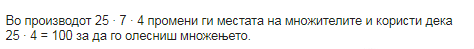 Во производот 25 · 7 · 4 промени ги местата на множителите и користи дека
25 · 4 = 100 за да го олесниш множењето.